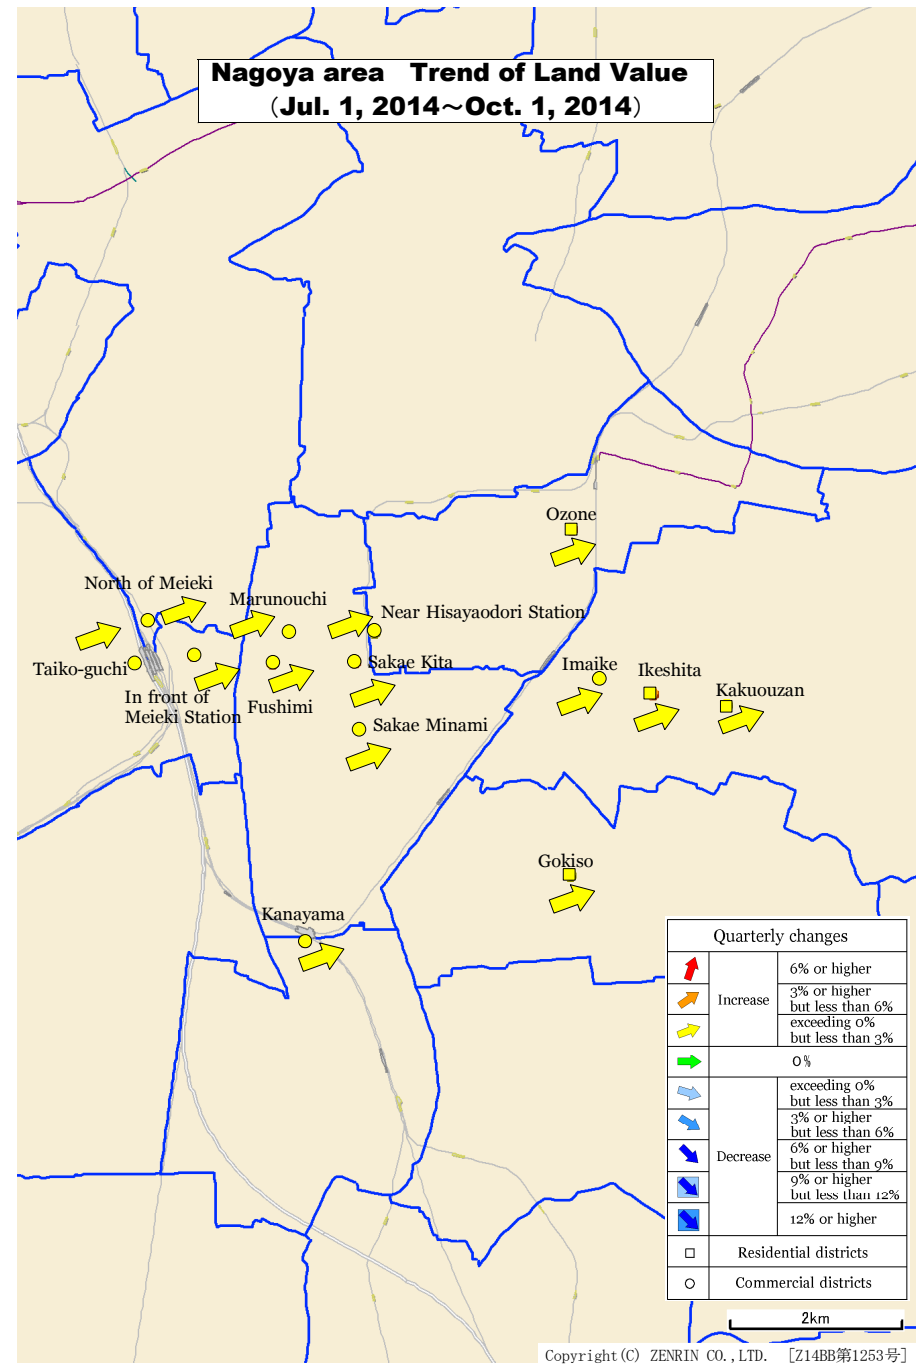 Nagoya area Trend of Land Value
(Jul. 1, 2014～Oct. 1, 2014)
Ozone
North of Meieki
Marunouchi
Near Hisayaodori Station
Taiko-guchi
Sakae Kita
Imaike
Ikeshita
Kakuouzan
In front of
Meieki Station
Fushimi
Sakae Minami
Gokiso
Kanayama
Quarterly changes
Increase
6% or higher
3% or higher
but less than 6%
exceeding 0%
but less than 3%
0%
Decrease
exceeding 0%
but less than 3%
3% or higher
but less than 6%
6% or higher
but less than 9%
9% or higher
but less than 12%
12% or higher
Residential districts
Commercial districts
2km
Copyright(C) ZENRIN CO.,LTD. [Z14BB第1253号]